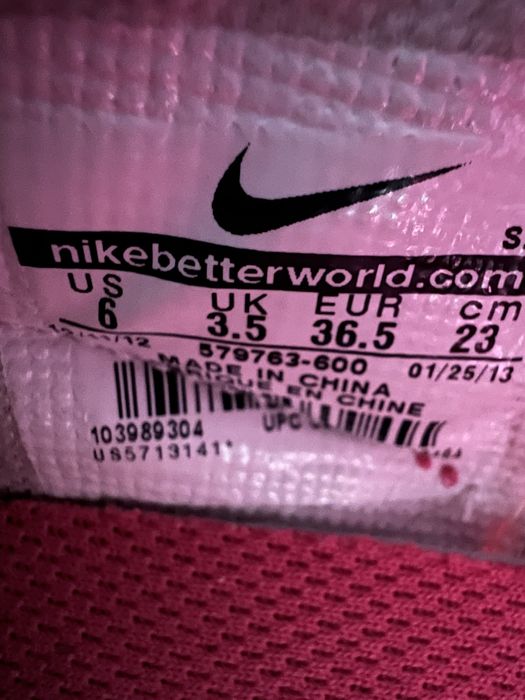 S
nikebetterworld.com
US UK EUR cm
6 3.5 36.5 23
579763-600 01/25/13
MADE IN CHINA
EN CHINE
103989304 UPC
US5713141*